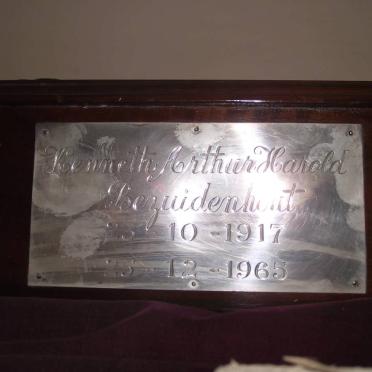 Kenneth Arthur Harold
Bezuidenhout
10 - 1917
12 - 1965